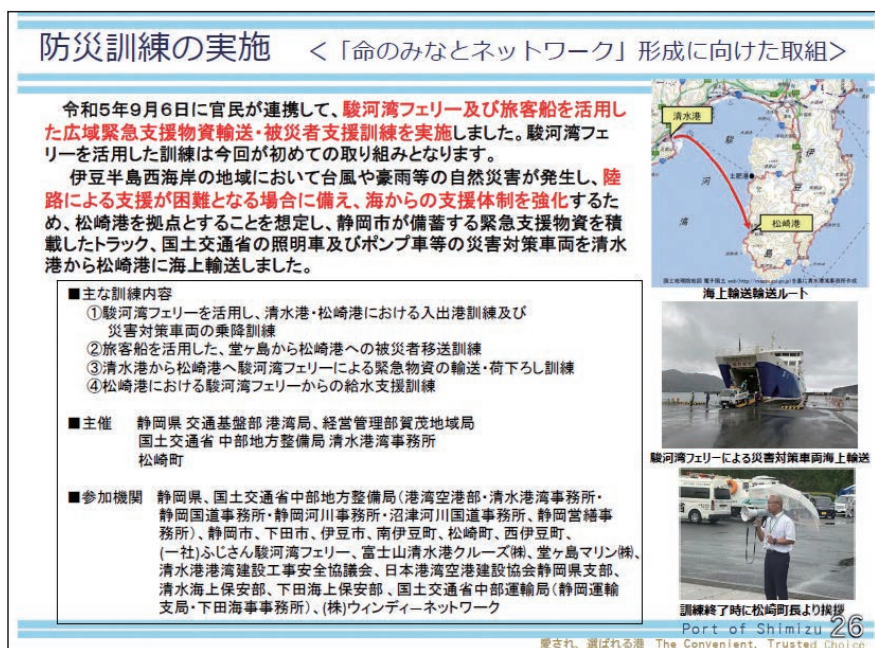 防災訓練の実施 <「命のみなとネットワーク」形成に向けた取組>
令和5年9月6日に官民が連携して、駿河湾フェリー及び旅客船を活用し
た広域緊急支援物資輸送・被災者支援訓練を実施しました。駿河湾フェ
リーを活用した訓練は今回が初めての取り組みとなります。
伊豆半島西海岸の地域において台風や豪雨等の自然災害が発生し、陸
路による支援が困難となる場合に備え、海からの支援体制を強化するた
め、松崎港を拠点とすることを想定し、静岡市が備蓄する緊急支援物資を積
載したトラック、国土交通省の照明車及びポンプ車等の災害対策車両を清水
港から松崎港に海上輸送しました。
■主な訓練内容
①駿河湾フェリーを活用し、清水港・松崎港における入出港訓練及び
災害対策車両の乗降訓練
②旅客船を活用した、堂ヶ島から松崎港への被災者移送訓練
③清水港から松崎港へ駿河湾フェリーによる緊急物資の輸送・荷下ろし訓練
④松崎港における駿河湾フェリーからの給水支援訓練
■主催 静岡県 交通基盤部 港湾局、経営管理部賀茂地域局
国土交通省 中部地方整備局 清水港湾事務所
松崎町
■参加機関 静岡県、国土交通省中部地方整備局(港湾空港部・清水港湾事務所・
静岡国道事務所・静岡河川事務所・沼津河川国道事務所、静岡営繕事
務所)、静岡市、下田市、伊豆市、南伊豆町、松崎町、西伊豆町、
(一社)ふじさん駿河湾フェリー、富士山清水港クルーズ㈱、堂ヶ島マリン㈱、
清水港港湾建設工事安全協議会、日本港湾空港建設協会静岡県支部、
清水海上保安部、下田海上保安部、国土交通省中部運輸局(静岡運輸
支局・下田海事事務所)、(株)ウィンディーネットワーク
清水港
駿
河
湾
土肥港
伊
豆
松崎港
島
海上輸送輸送ルート
駿河湾フェリーによる災害対策車両海上輸送
訓練終了時に松崎町長より挨拶
Port of Shimizu 26
愛され、選ばれる港 The Convenient, Trusted Choice